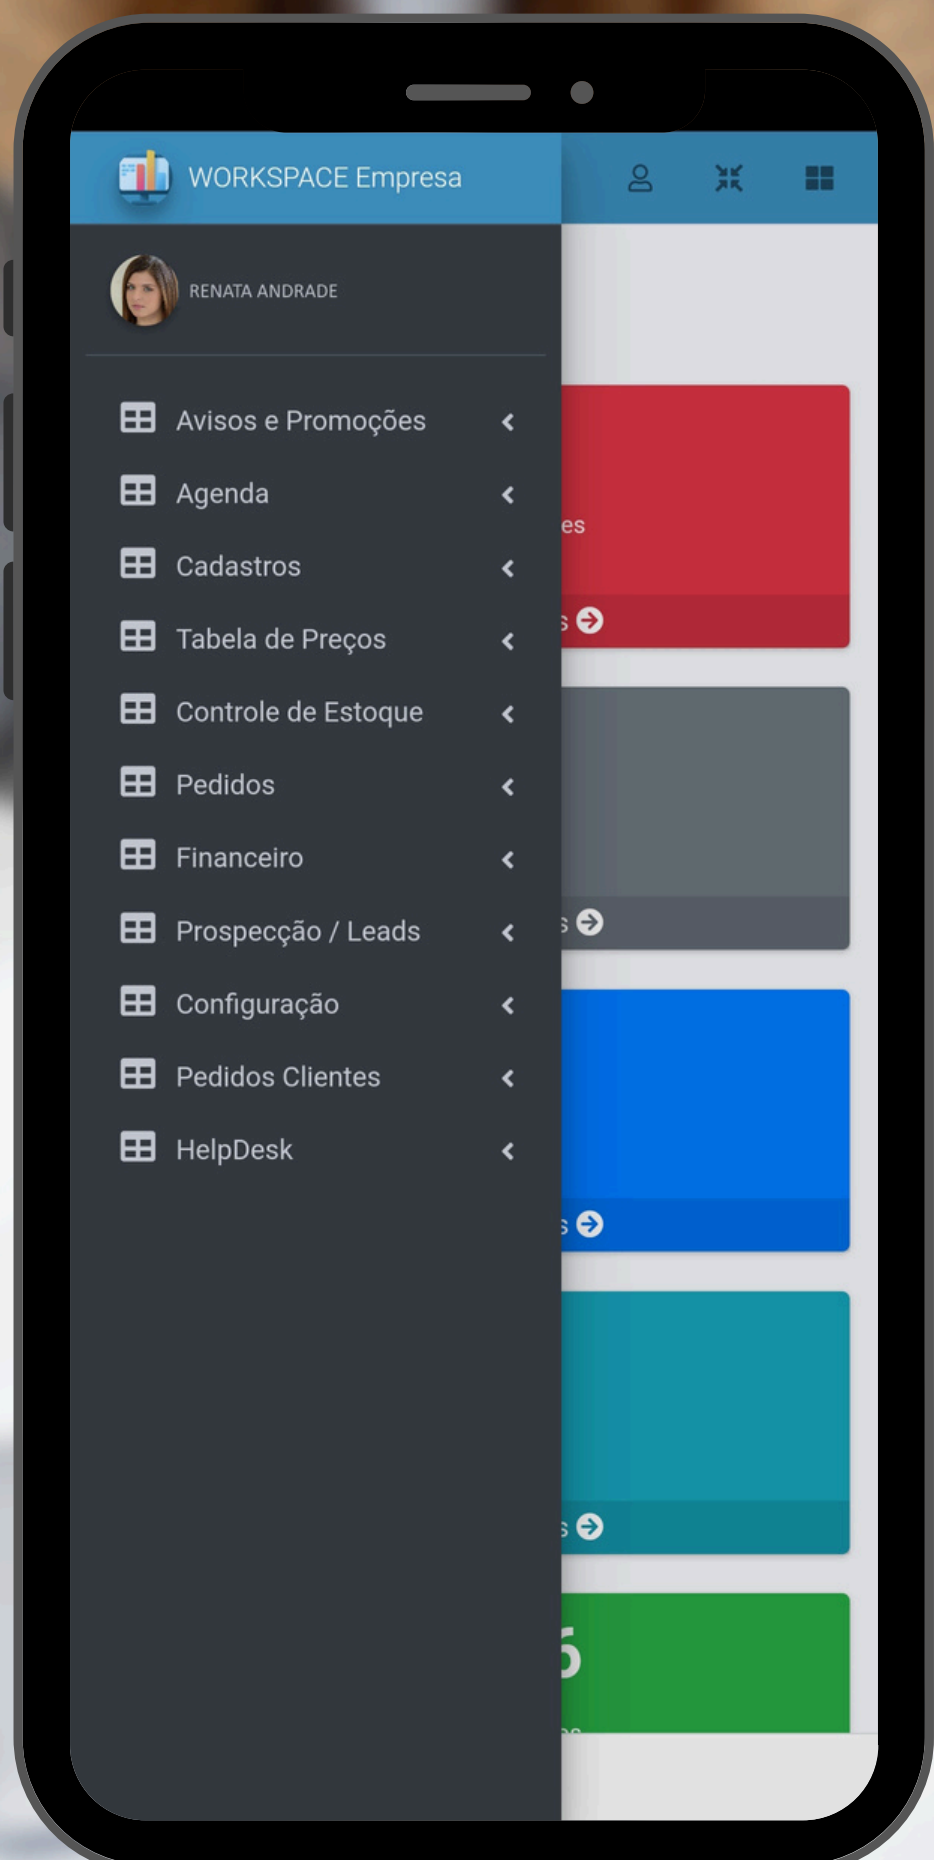 WORKSPACE Empresa
RENATA ANDRADE
Avisos e Promoções
Agenda
Cadastros
Tabela de Preços
Controle de Estoque
Pedidos
Financeiro
Prospecção / Leads
Configuração
Pedidos Clientes
HelpDesk